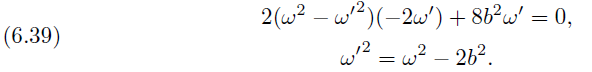 2(ω² − ω′²)(−2ω′) + 8b²ω′ = 0,
(6.39)
ω′² = ω² − 2b².